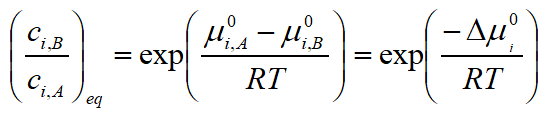 (c_{i,B} / c_{i,A})_{eq} = exp((μ^0_{i,A} − μ^0_{i,B}) / RT) = exp(−Δμ^0_i / RT)